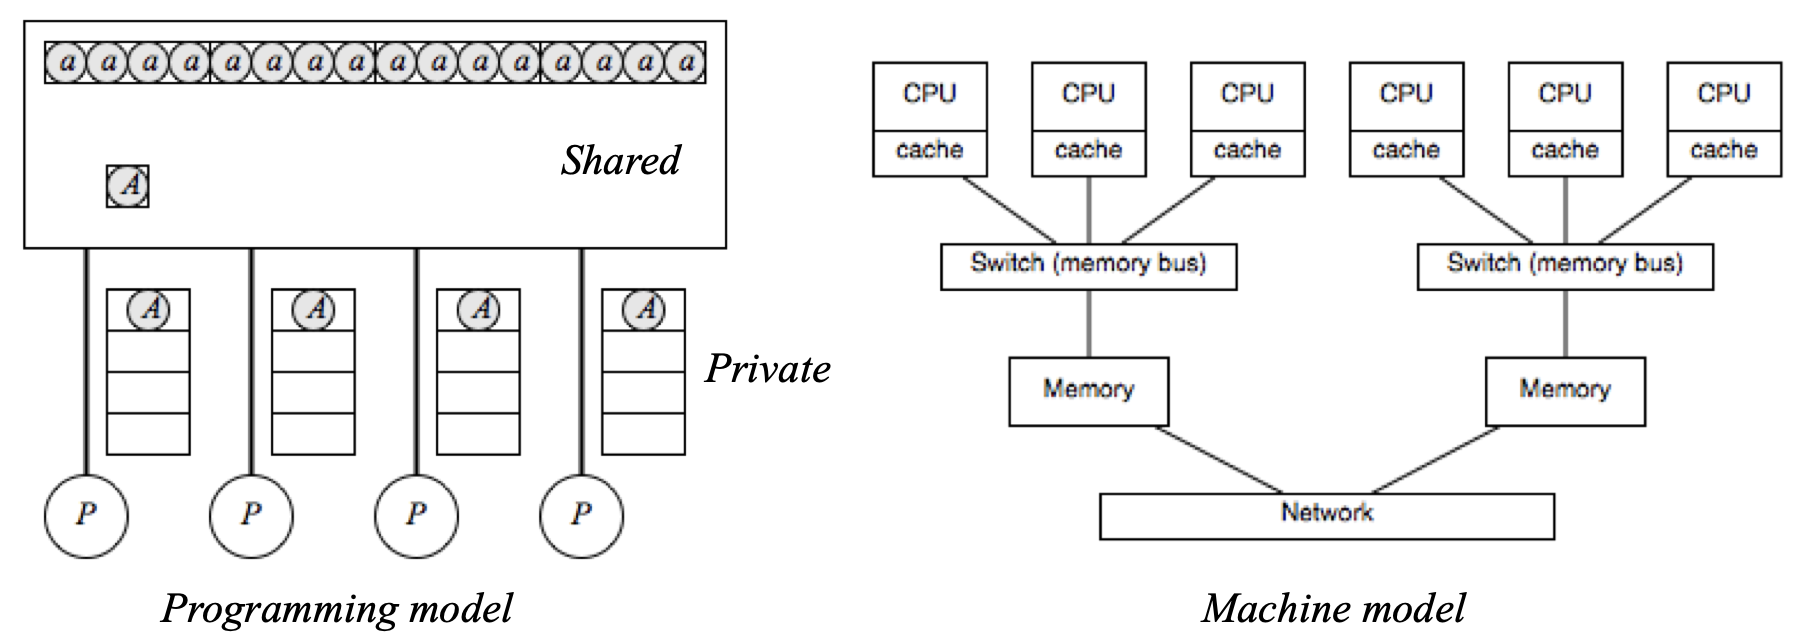 a a a a a a a a a a a a a a a a
Shared
A
A A A A
Private
P P P P
Programming model
CPU CPU CPU CPU CPU CPU
cache cache cache cache cache cache
Switch (memory bus) Switch (memory bus)
Memory Memory
Network
Machine model